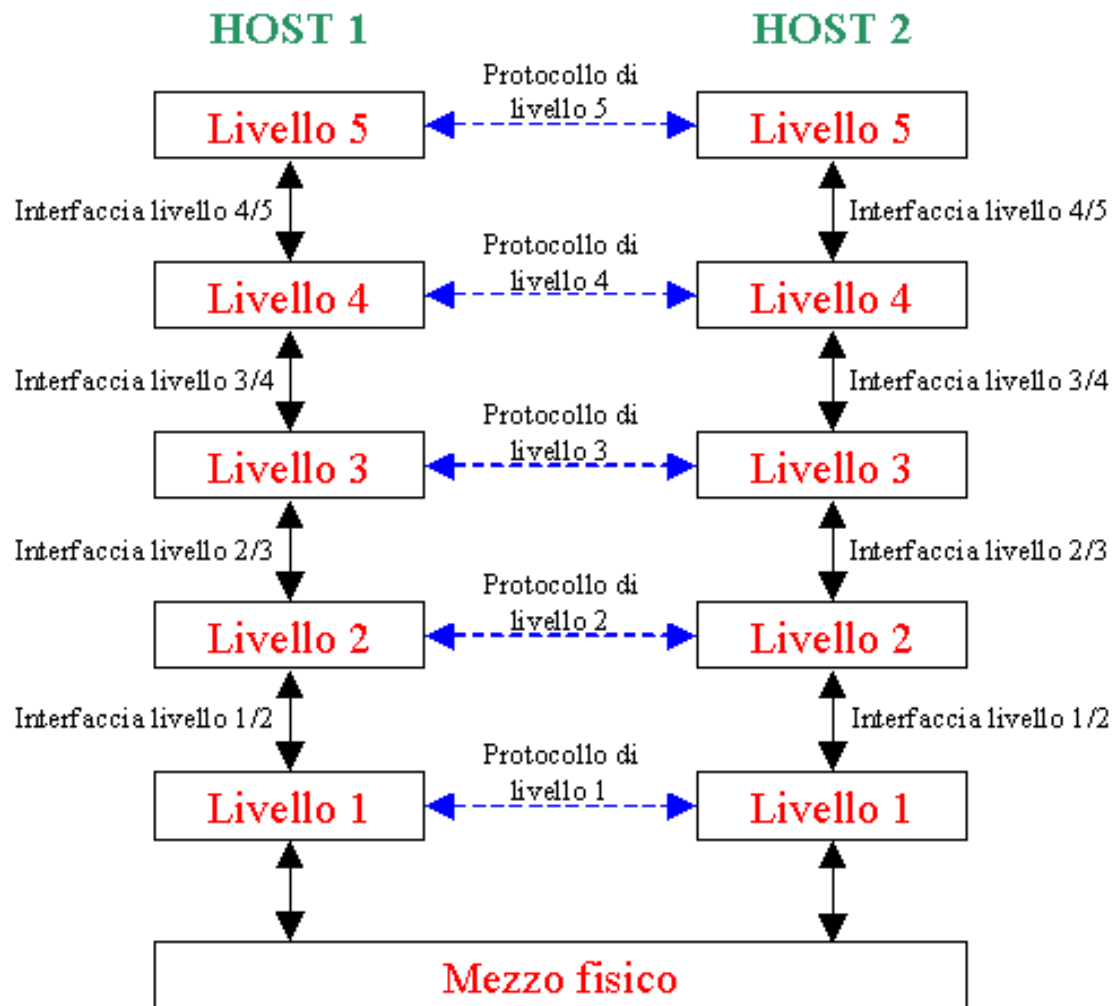 HOST 1
HOST 2
Protocollo di
livello 5
Livello 5
Livello 5
Interfaccia livello 4/5
Interfaccia livello 4/5
Protocollo di
livello 4
Livello 4
Livello 4
Interfaccia livello 3/4
Interfaccia livello 3/4
Protocollo di
livello 3
Livello 3
Livello 3
Interfaccia livello 2/3
Interfaccia livello 2/3
Protocollo di
livello 2
Livello 2
Livello 2
Interfaccia livello 1/2
Interfaccia livello 1/2
Protocollo di
livello 1
Livello 1
Livello 1
Mezzo fisico